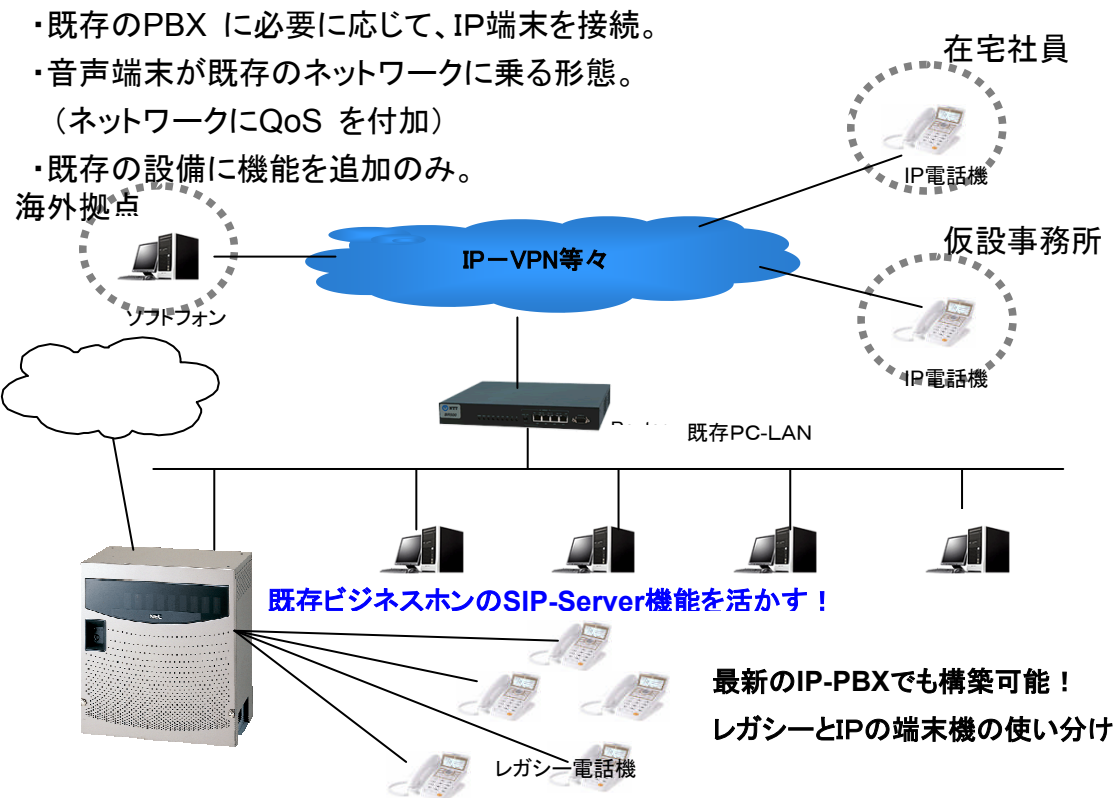 ・既存のPBX に必要に応じて、IP端末を接続。
・音声端末が既存のネットワークに乗る形態。
（ネットワークにQoS を付加）
・既存の設備に機能を追加のみ。
海外拠点
ソフトフォン
IP－VPN等々
在宅社員
IP電話機
仮設事務所
IP電話機
既存PC-LAN
既存ビジネスホンのSIP-Server機能を活かす！
最新のIP-PBXでも構築可能！
レガシーとIPの端末機の使い分け
レガシー電話機
NEC